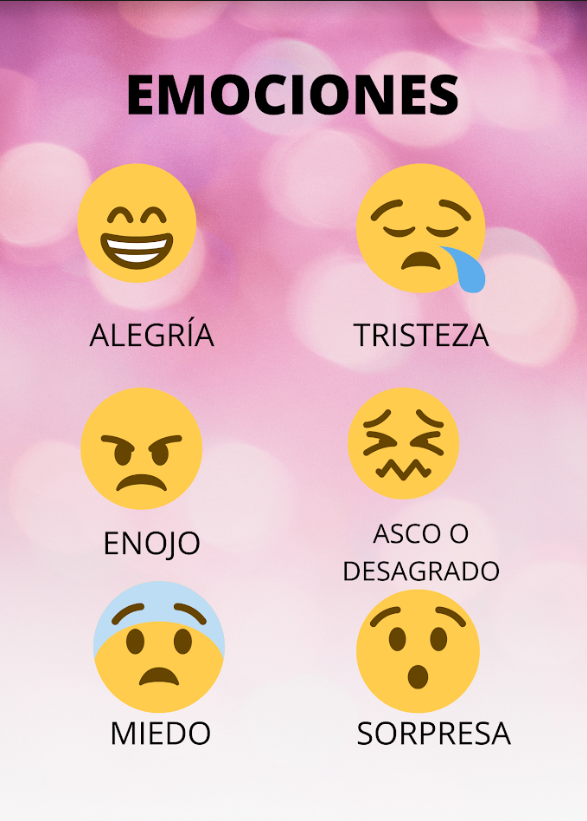 EMOCIONES
ALEGRÍA
TRISTEZA
ENOJO
ASCO O
DESAGRADO
MIEDO
SORPRESA